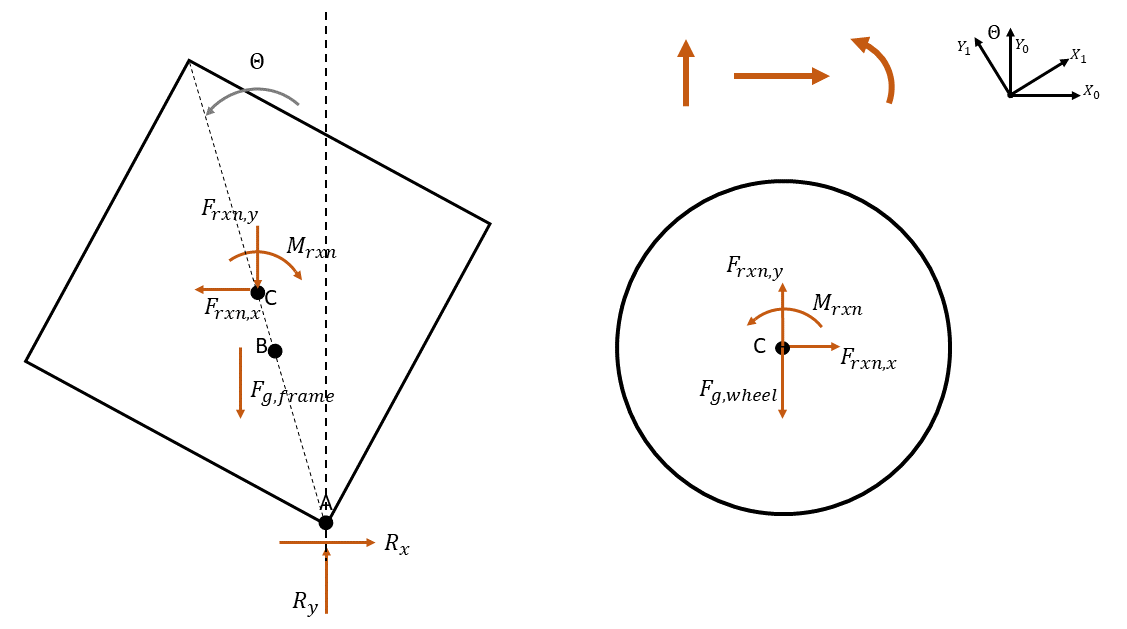 Θ
F_{rxn,y}
M_{rxn}
C
F_{rxn,x}
B
F_{g,frame}
A
R_x
R_y
Θ
Y_1
Y_0
X_1
X_0
F_{rxn,y}
M_{rxn}
C
F_{rxn,x}
F_{g,wheel}